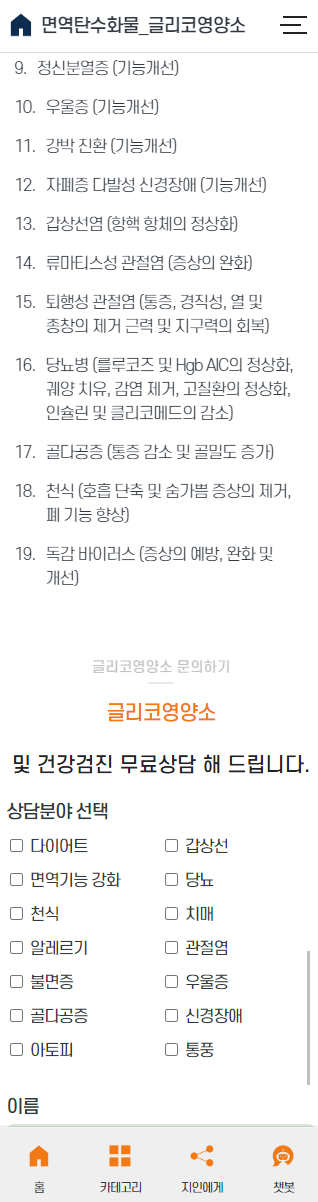 면역탄수화물_글리코영양소
9. 정신분열증 (기능개선)
10. 우울증 (기능개선)
11. 강박 진환 (기능개선)
12. 자폐증 다발성 신경장애 (기능개선)
13. 갑상선염 (항핵 항체의 정상화)
14. 류마티스성 관절염 (증상의 완화)
15. 퇴행성 관절염 (통증, 경직성, 열 및
종창의 제거 근력 및 지구력의 회복)
16. 당뇨병 (를루코즈 및 Hgb AIC의 정상화,
궤양 치유, 감염 제거, 고질환의 정상화,
인슐린 및 클리코메드의 감소)
17. 골다공증 (통증 감소 및 골밀도 증가)
18. 천식 (호흡 단축 및 숨가쁨 증상의 제거,
폐 기능 향상)
19. 독감 바이러스 (증상의 예방, 완화 및
개선)
글리코영양소 문의하기
글리코영양소
및 건강검진 무료상담 해 드립니다.
상담분야 선택
다이어트 갑상선
면역기능 강화 당뇨
천식 치매
알레르기 관절염
불면증 우울증
골다공증 신경장애
아토피 통풍
이름
홈 카테고리 지인에게 챗봇